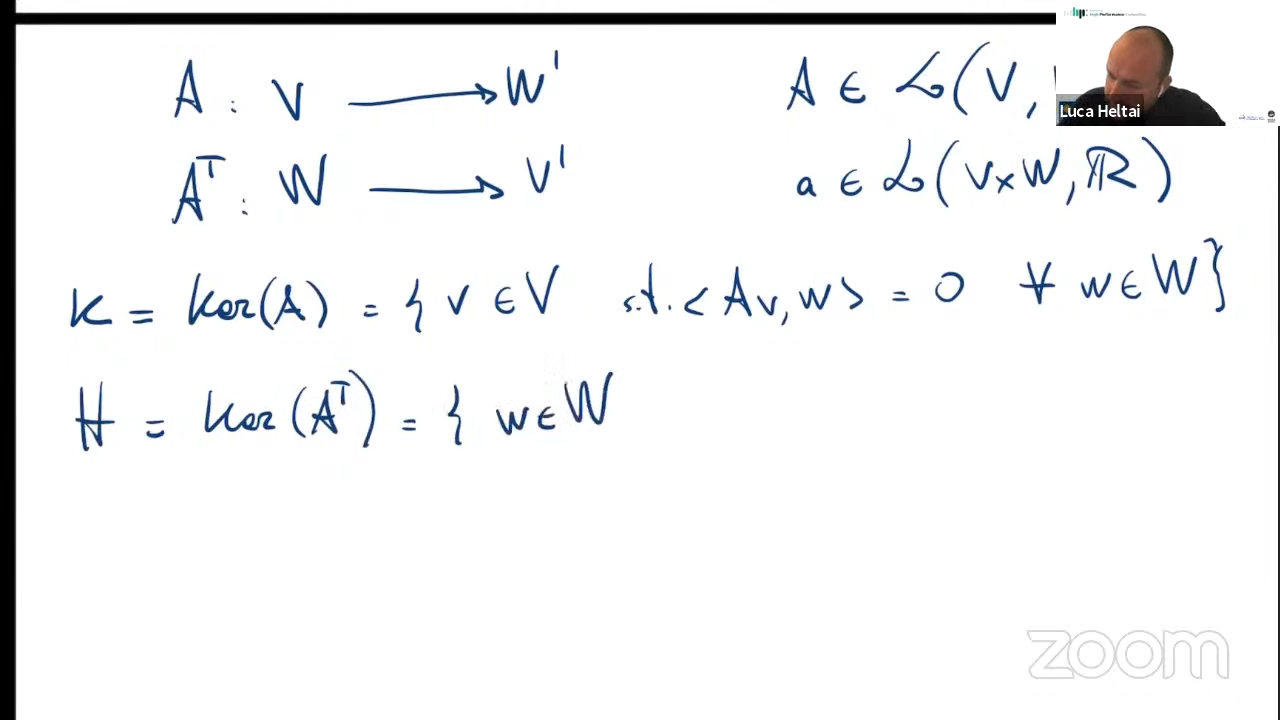 A : V → W'
A ∈ L(V,
Luca Heltai
Aᵀ : W → V'
a ∈ L(V×W, ℝ)
K = Ker(A) = { v ∈ V s.t. < Av, w > = 0 ∀ w ∈ W }
H = Ker(Aᵀ) = { w ∈ W
zoom